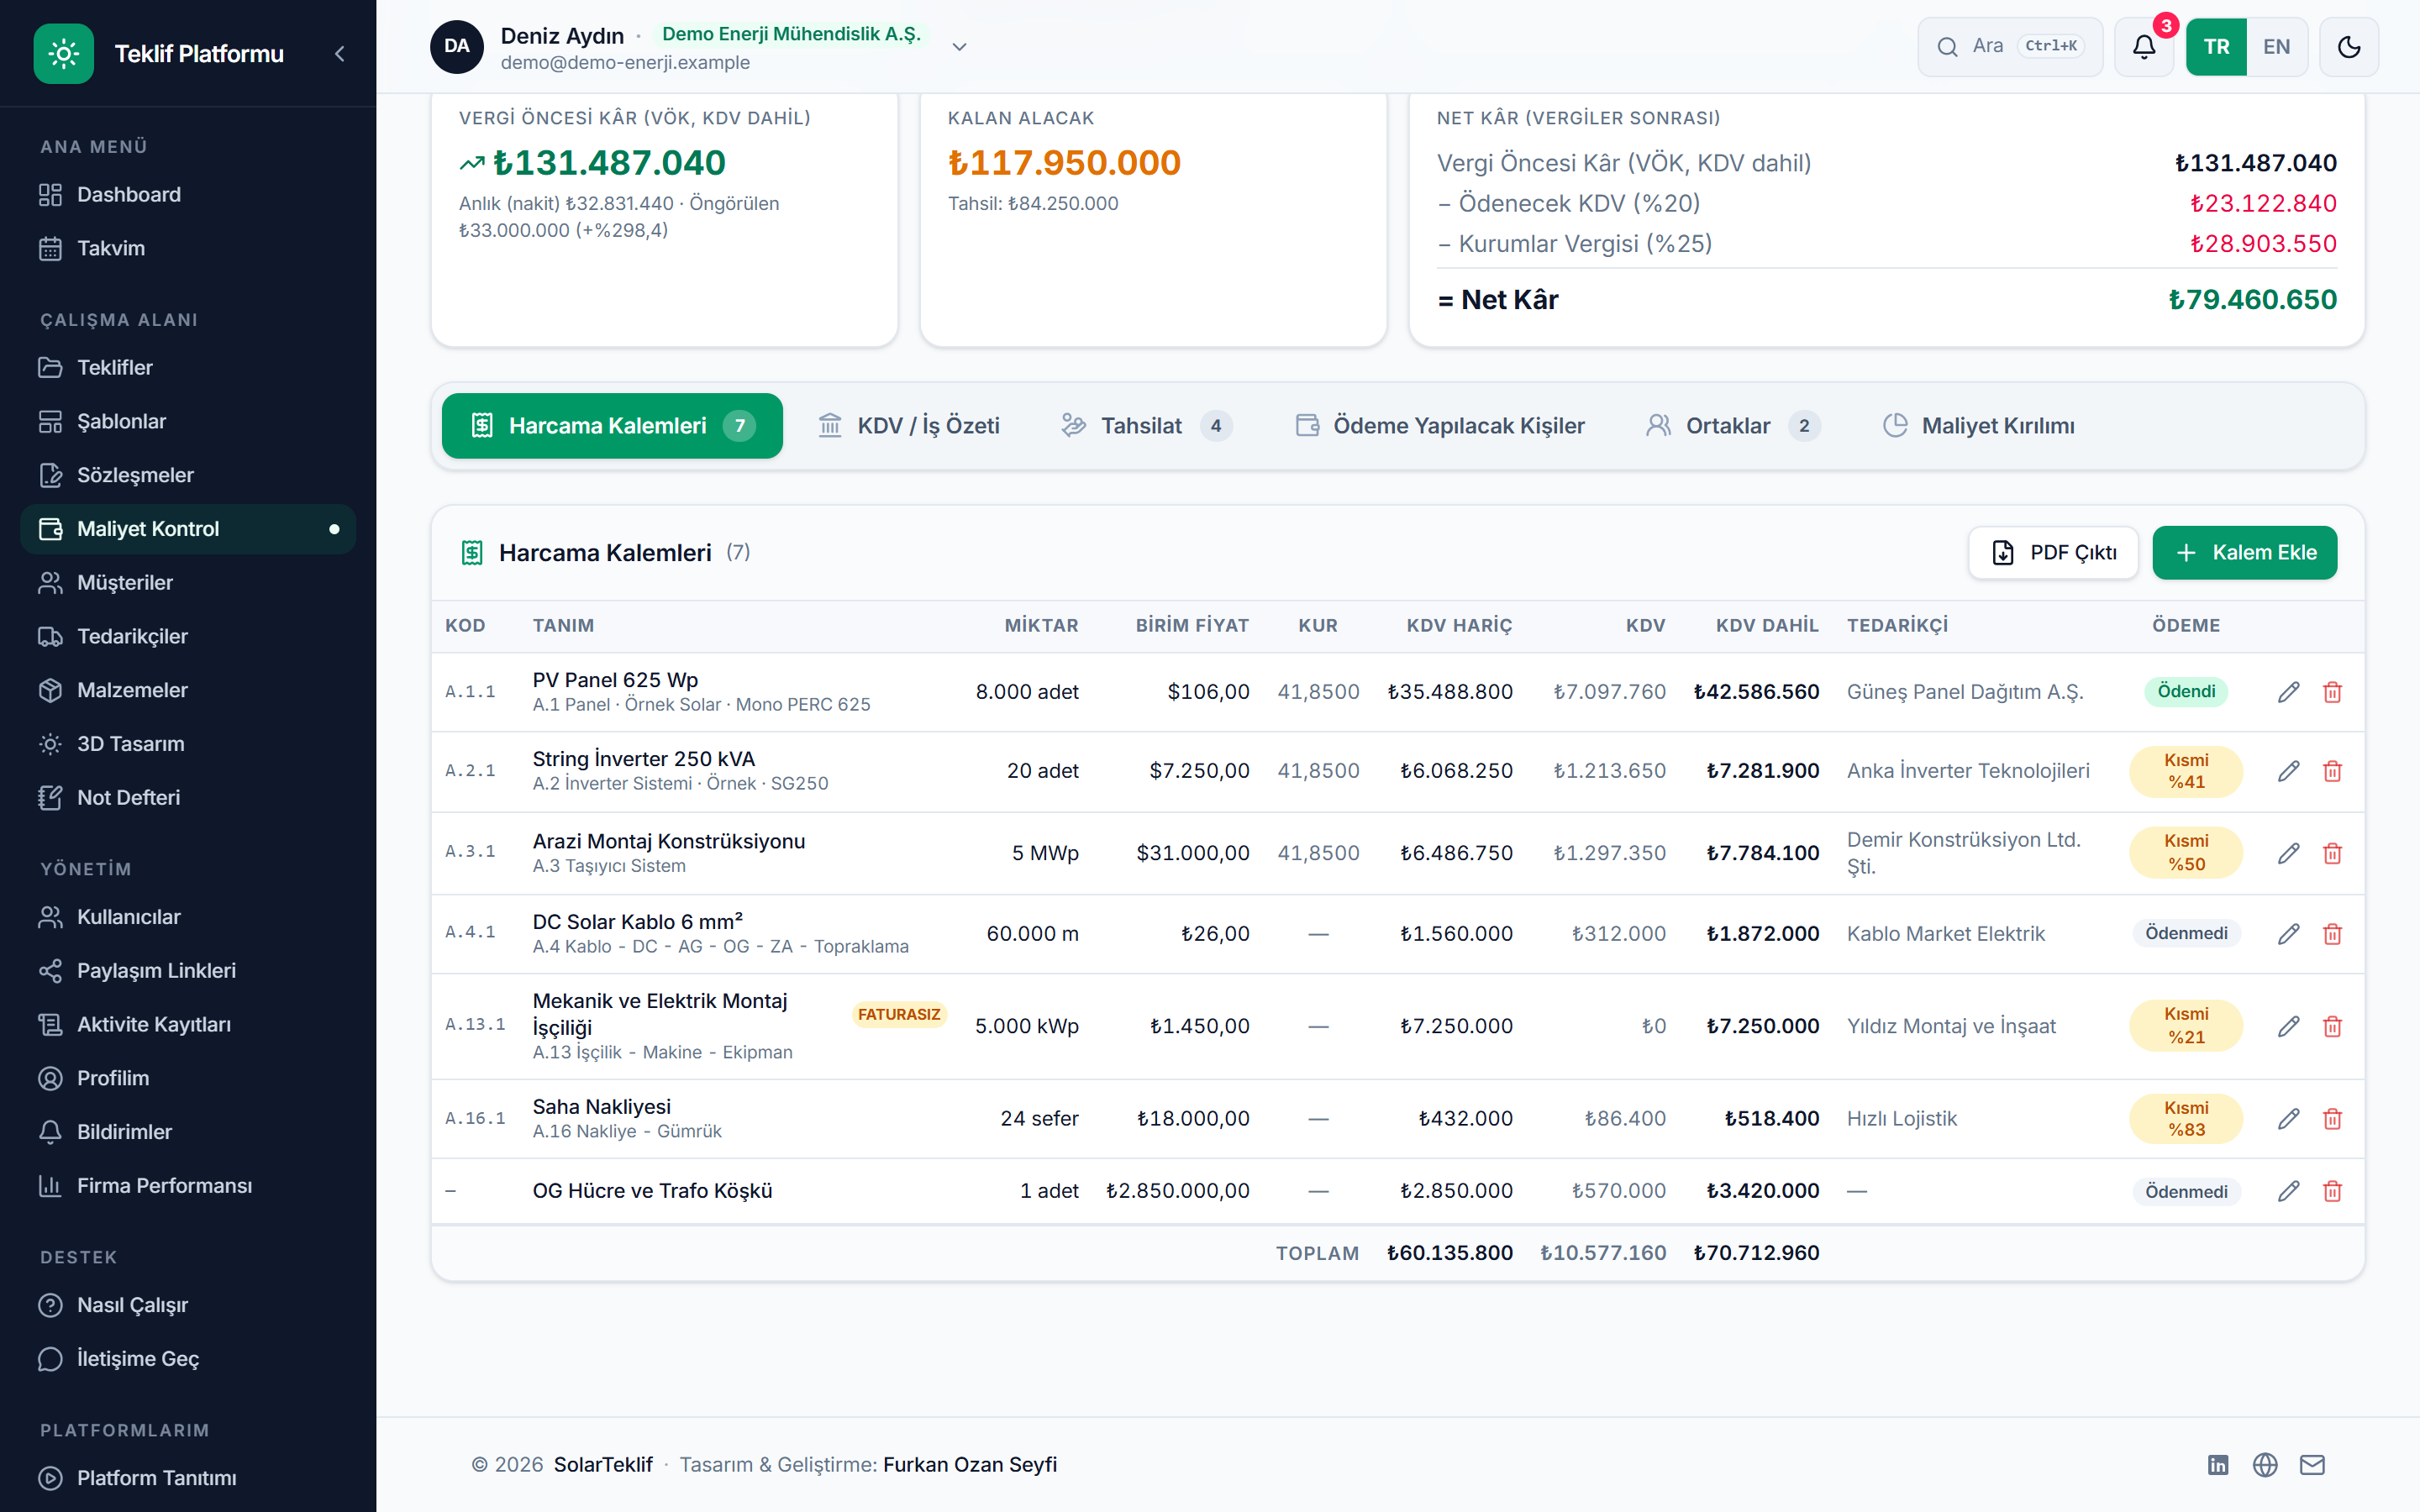 Teklif Platformu
ANA MENÜ
Dashboard
Takvim
ÇALIŞMA ALANI
Teklifler
Şablonlar
Sözleşmeler
Maliyet Kontrol
Müşteriler
Tedarikçiler
Malzemeler
3D Tasarım
Not Defteri
YÖNETİM
Kullanıcılar
Paylaşım Linkleri
Aktivite Kayıtları
Profilim
Bildirimler
Firma Performansı
DESTEK
Nasıl Çalışır
İletişime Geç
PLATFORMLARIM
Platform Tanıtımı
DA
Deniz Aydın · Demo Enerji Mühendislik A.Ş.
demo@demo-enerji.example
Ara Ctrl+K
3
TR EN
VERGİ ÖNCESİ KÂR (VÖK, KDV DAHİL)
₺131.487.040
Anlık (nakit) ₺32.831.440 · Öngörülen
₺33.000.000 (+%298,4)
KALAN ALACAK
₺117.950.000
Tahsil: ₺84.250.000
NET KÂR (VERGİLER SONRASI)
Vergi Öncesi Kâr (VÖK, KDV dahil) ₺131.487.040
− Ödenecek KDV (%20) ₺23.122.840
− Kurumlar Vergisi (%25) ₺28.903.550
= Net Kâr ₺79.460.650
Harcama Kalemleri 7
KDV / İş Özeti
Tahsilat 4
Ödeme Yapılacak Kişiler
Ortaklar 2
Maliyet Kırılımı
Harcama Kalemleri (7)
PDF Çıktı
Kalem Ekle
KOD TANIM MİKTAR BİRİM FİYAT KUR KDV HARİÇ KDV KDV DAHİL TEDARİKÇİ ÖDEME
A.1.1 PV Panel 625 Wp 8.000 adet $106,00 41,8500 ₺35.488.800 ₺7.097.760 ₺42.586.560 Güneş Panel Dağıtım A.Ş. Ödendi
A.1 Panel · Örnek Solar · Mono PERC 625
A.2.1 String İnverter 250 kVA 20 adet $7.250,00 41,8500 ₺6.068.250 ₺1.213.650 ₺7.281.900 Anka İnverter Teknolojileri Kısmi %41
A.2 İnverter Sistemi · Örnek · SG250
A.3.1 Arazi Montaj Konstrüksiyonu 5 MWp $31.000,00 41,8500 ₺6.486.750 ₺1.297.350 ₺7.784.100 Demir Konstrüksiyon Ltd. Şti. Kısmi %50
A.3 Taşıyıcı Sistem
A.4.1 DC Solar Kablo 6 mm² 60.000 m ₺26,00 — ₺1.560.000 ₺312.000 ₺1.872.000 Kablo Market Elektrik Ödenmedi
A.4 Kablo - DC - AG - OG - ZA - Topraklama
A.13.1 Mekanik ve Elektrik Montaj İşçiliği FATURASIZ 5.000 kWp ₺1.450,00 — ₺7.250.000 ₺0 ₺7.250.000 Yıldız Montaj ve İnşaat Kısmi %21
A.13 İşçilik - Makine - Ekipman
A.16.1 Saha Nakliyesi 24 sefer ₺18.000,00 — ₺432.000 ₺86.400 ₺518.400 Hızlı Lojistik Kısmi %83
A.16 Nakliye - Gümrük
– OG Hücre ve Trafo Köşkü 1 adet ₺2.850.000,00 — ₺2.850.000 ₺570.000 ₺3.420.000 — Ödenmedi
TOPLAM ₺60.135.800 ₺10.577.160 ₺70.712.960
© 2026 SolarTeklif · Tasarım & Geliştirme: Furkan Ozan Seyfi